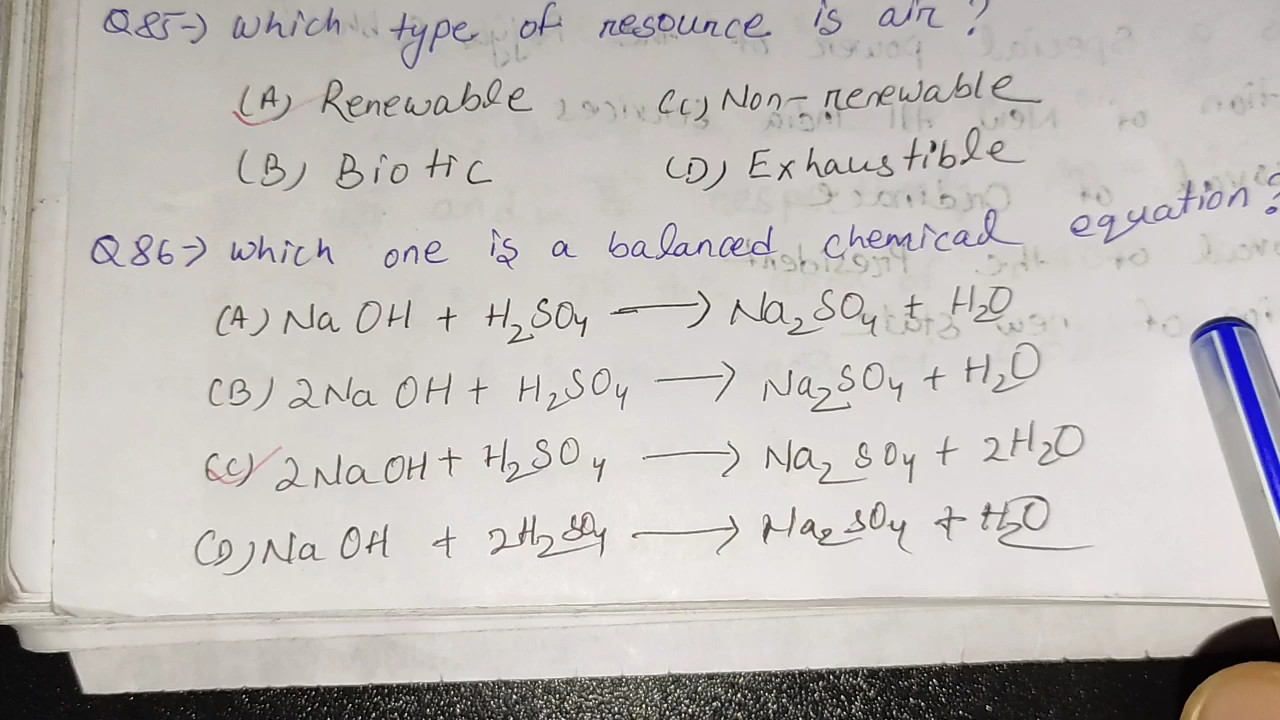 Q85→ which type of resource is air?
(A) Renewable (C) Non-renewable
(B) Biotic (D) Exhaustible
Q86→ which one is a balanced chemical equation?
(A) NaOH + H₂SO₄ ⟶ Na₂SO₄ + H₂O
(B) 2NaOH + H₂SO₄ ⟶ Na₂SO₄ + H₂O
(C) 2NaOH + H₂SO₄ ⟶ Na₂SO₄ + 2H₂O
(D) NaOH + 2H₂SO₄ ⟶ Na₂SO₄ + H₂O